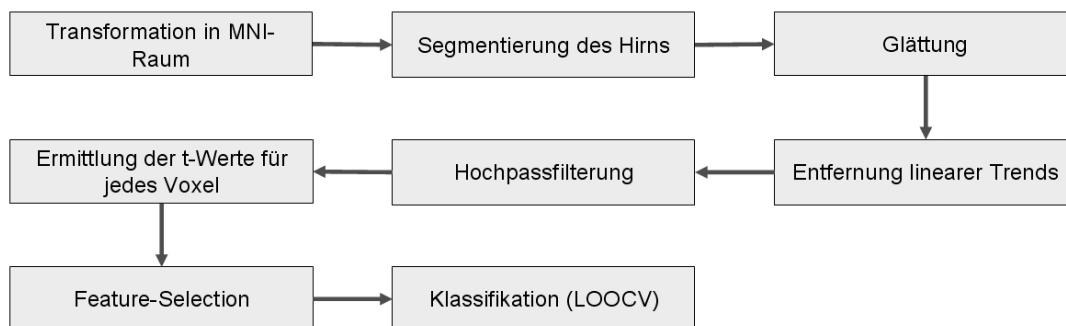 Transformation in MNI-
Raum
Segmentierung des Hirns
Glättung
Entfernung linearer Trends
Hochpassfilterung
Ermittlung der t-Werte für
jedes Voxel
Feature-Selection
Klassifikation (LOOCV)